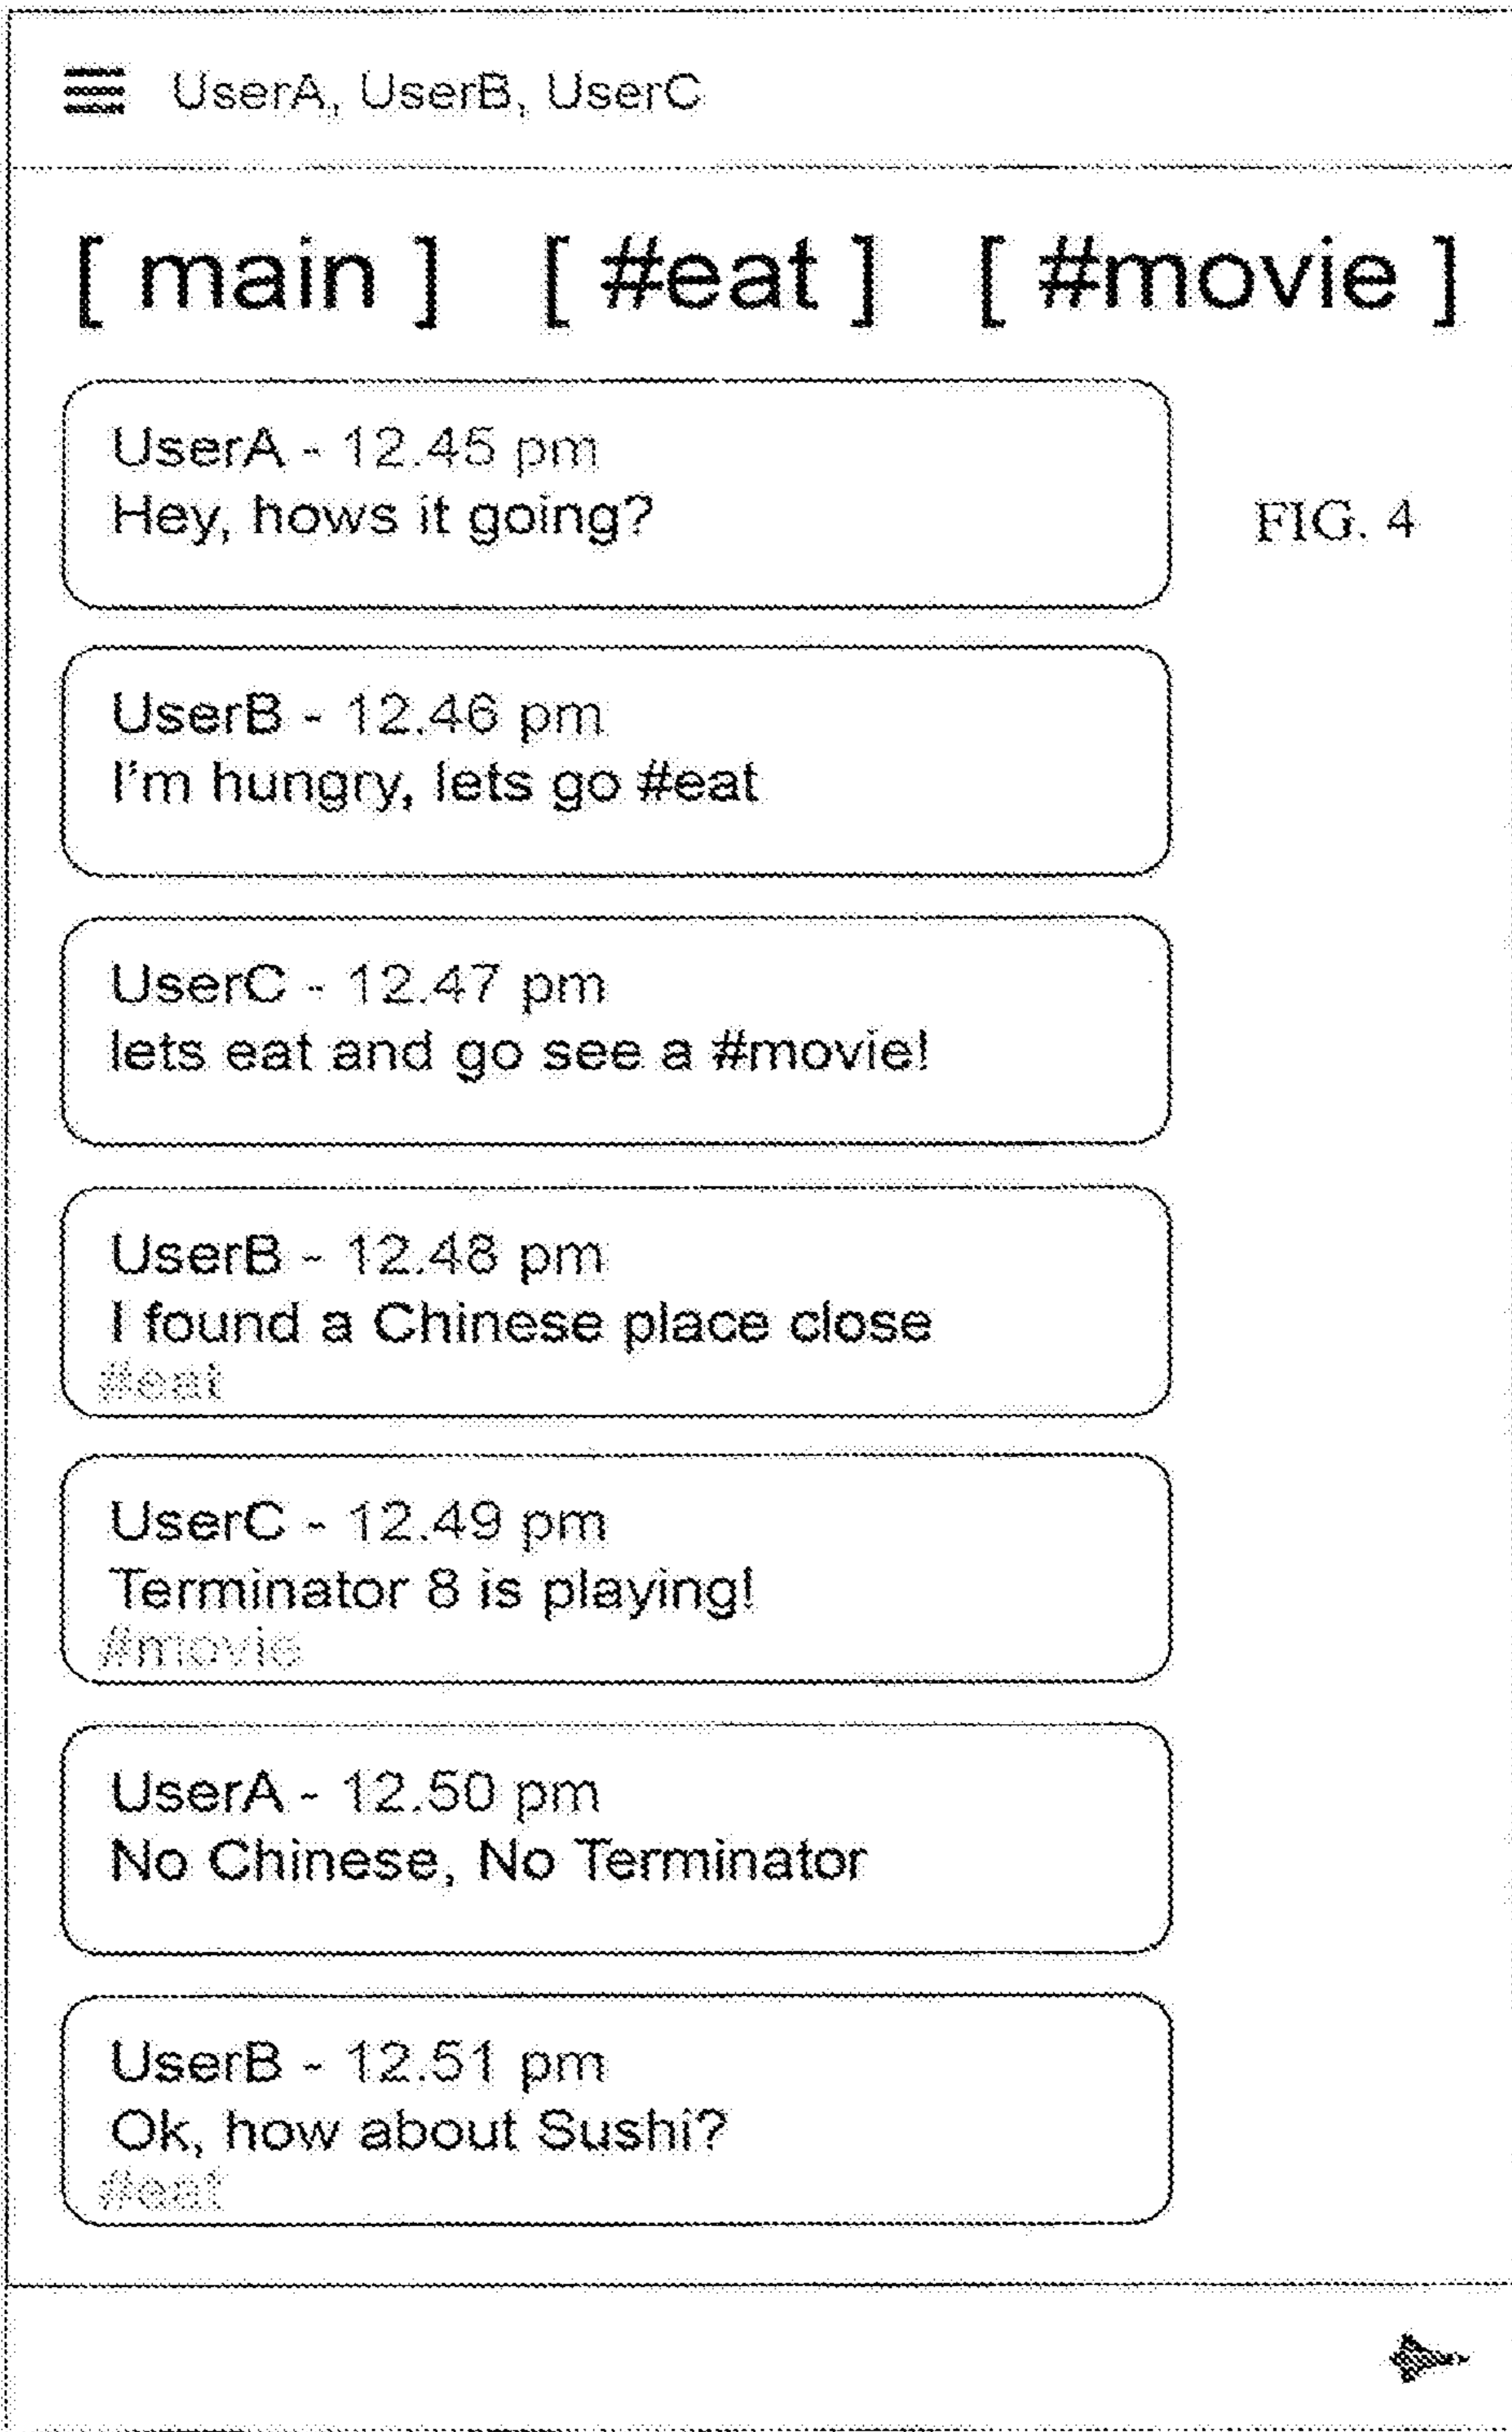 UserA, UserB, UserC
[ main ] [ #eat ] [ #movie ]
UserA - 12.45 pm
Hey, hows it going?
FIG. 4
UserB - 12.46 pm
I'm hungry, lets go #eat
UserC - 12.47 pm
lets eat and go see a #movie!
UserB - 12.48 pm
I found a Chinese place close
#eat
UserC - 12.49 pm
Terminator 8 is playing!
#movie
UserA - 12.50 pm
No Chinese, No Terminator
UserB - 12.51 pm
Ok, how about Sushi?
#eat